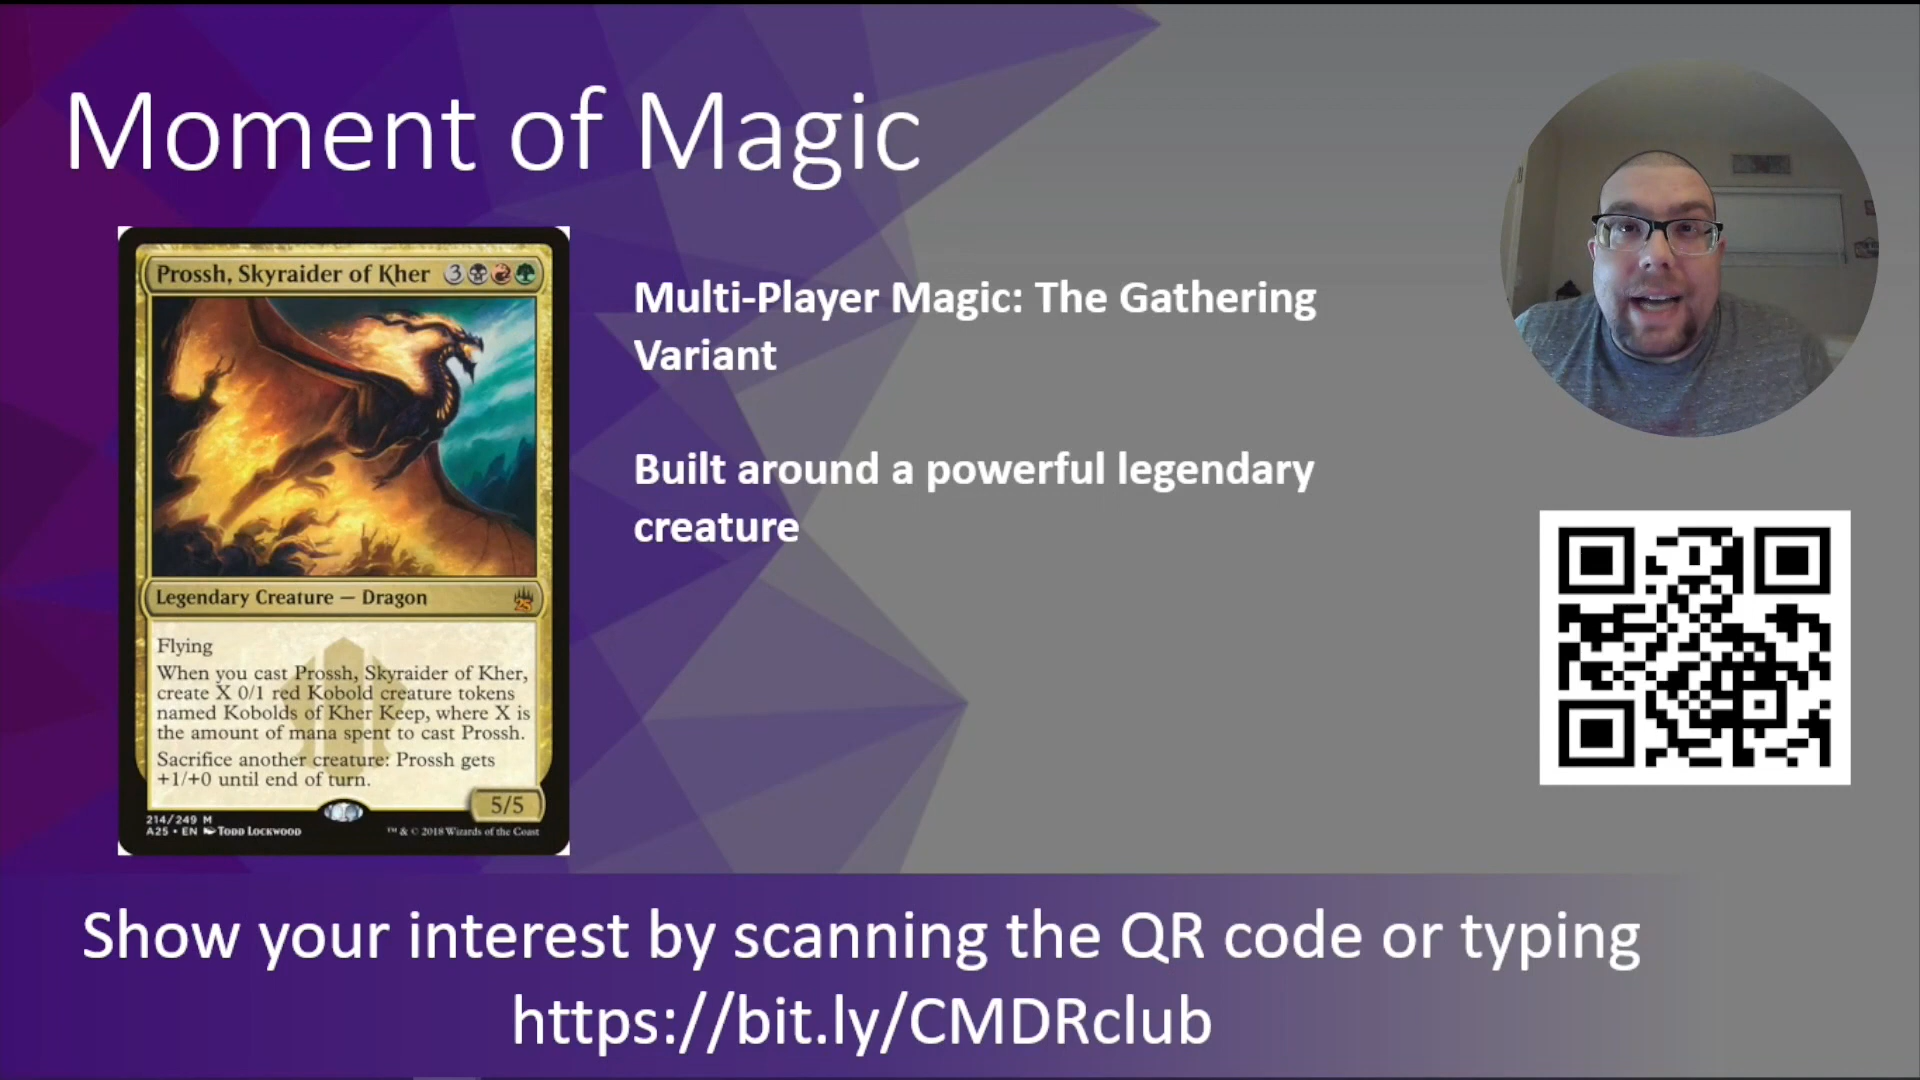 Moment of Magic
Prossh, Skyraider of Kher 3
Legendary Creature — Dragon
Flying
When you cast Prossh, Skyraider of Kher,
create X 0/1 red Kobold creature tokens
named Kobolds of Kher Keep, where X is
the amount of mana spent to cast Prossh.
Sacrifice another creature: Prossh gets
+1/+0 until end of turn.
5/5
214/249 M
A25 • EN Todd Lockwood
™ & © 2018 Wizards of the Coast
Multi-Player Magic: The Gathering
Variant
Built around a powerful legendary
creature
Show your interest by scanning the QR code or typing
https://bit.ly/CMDRclub